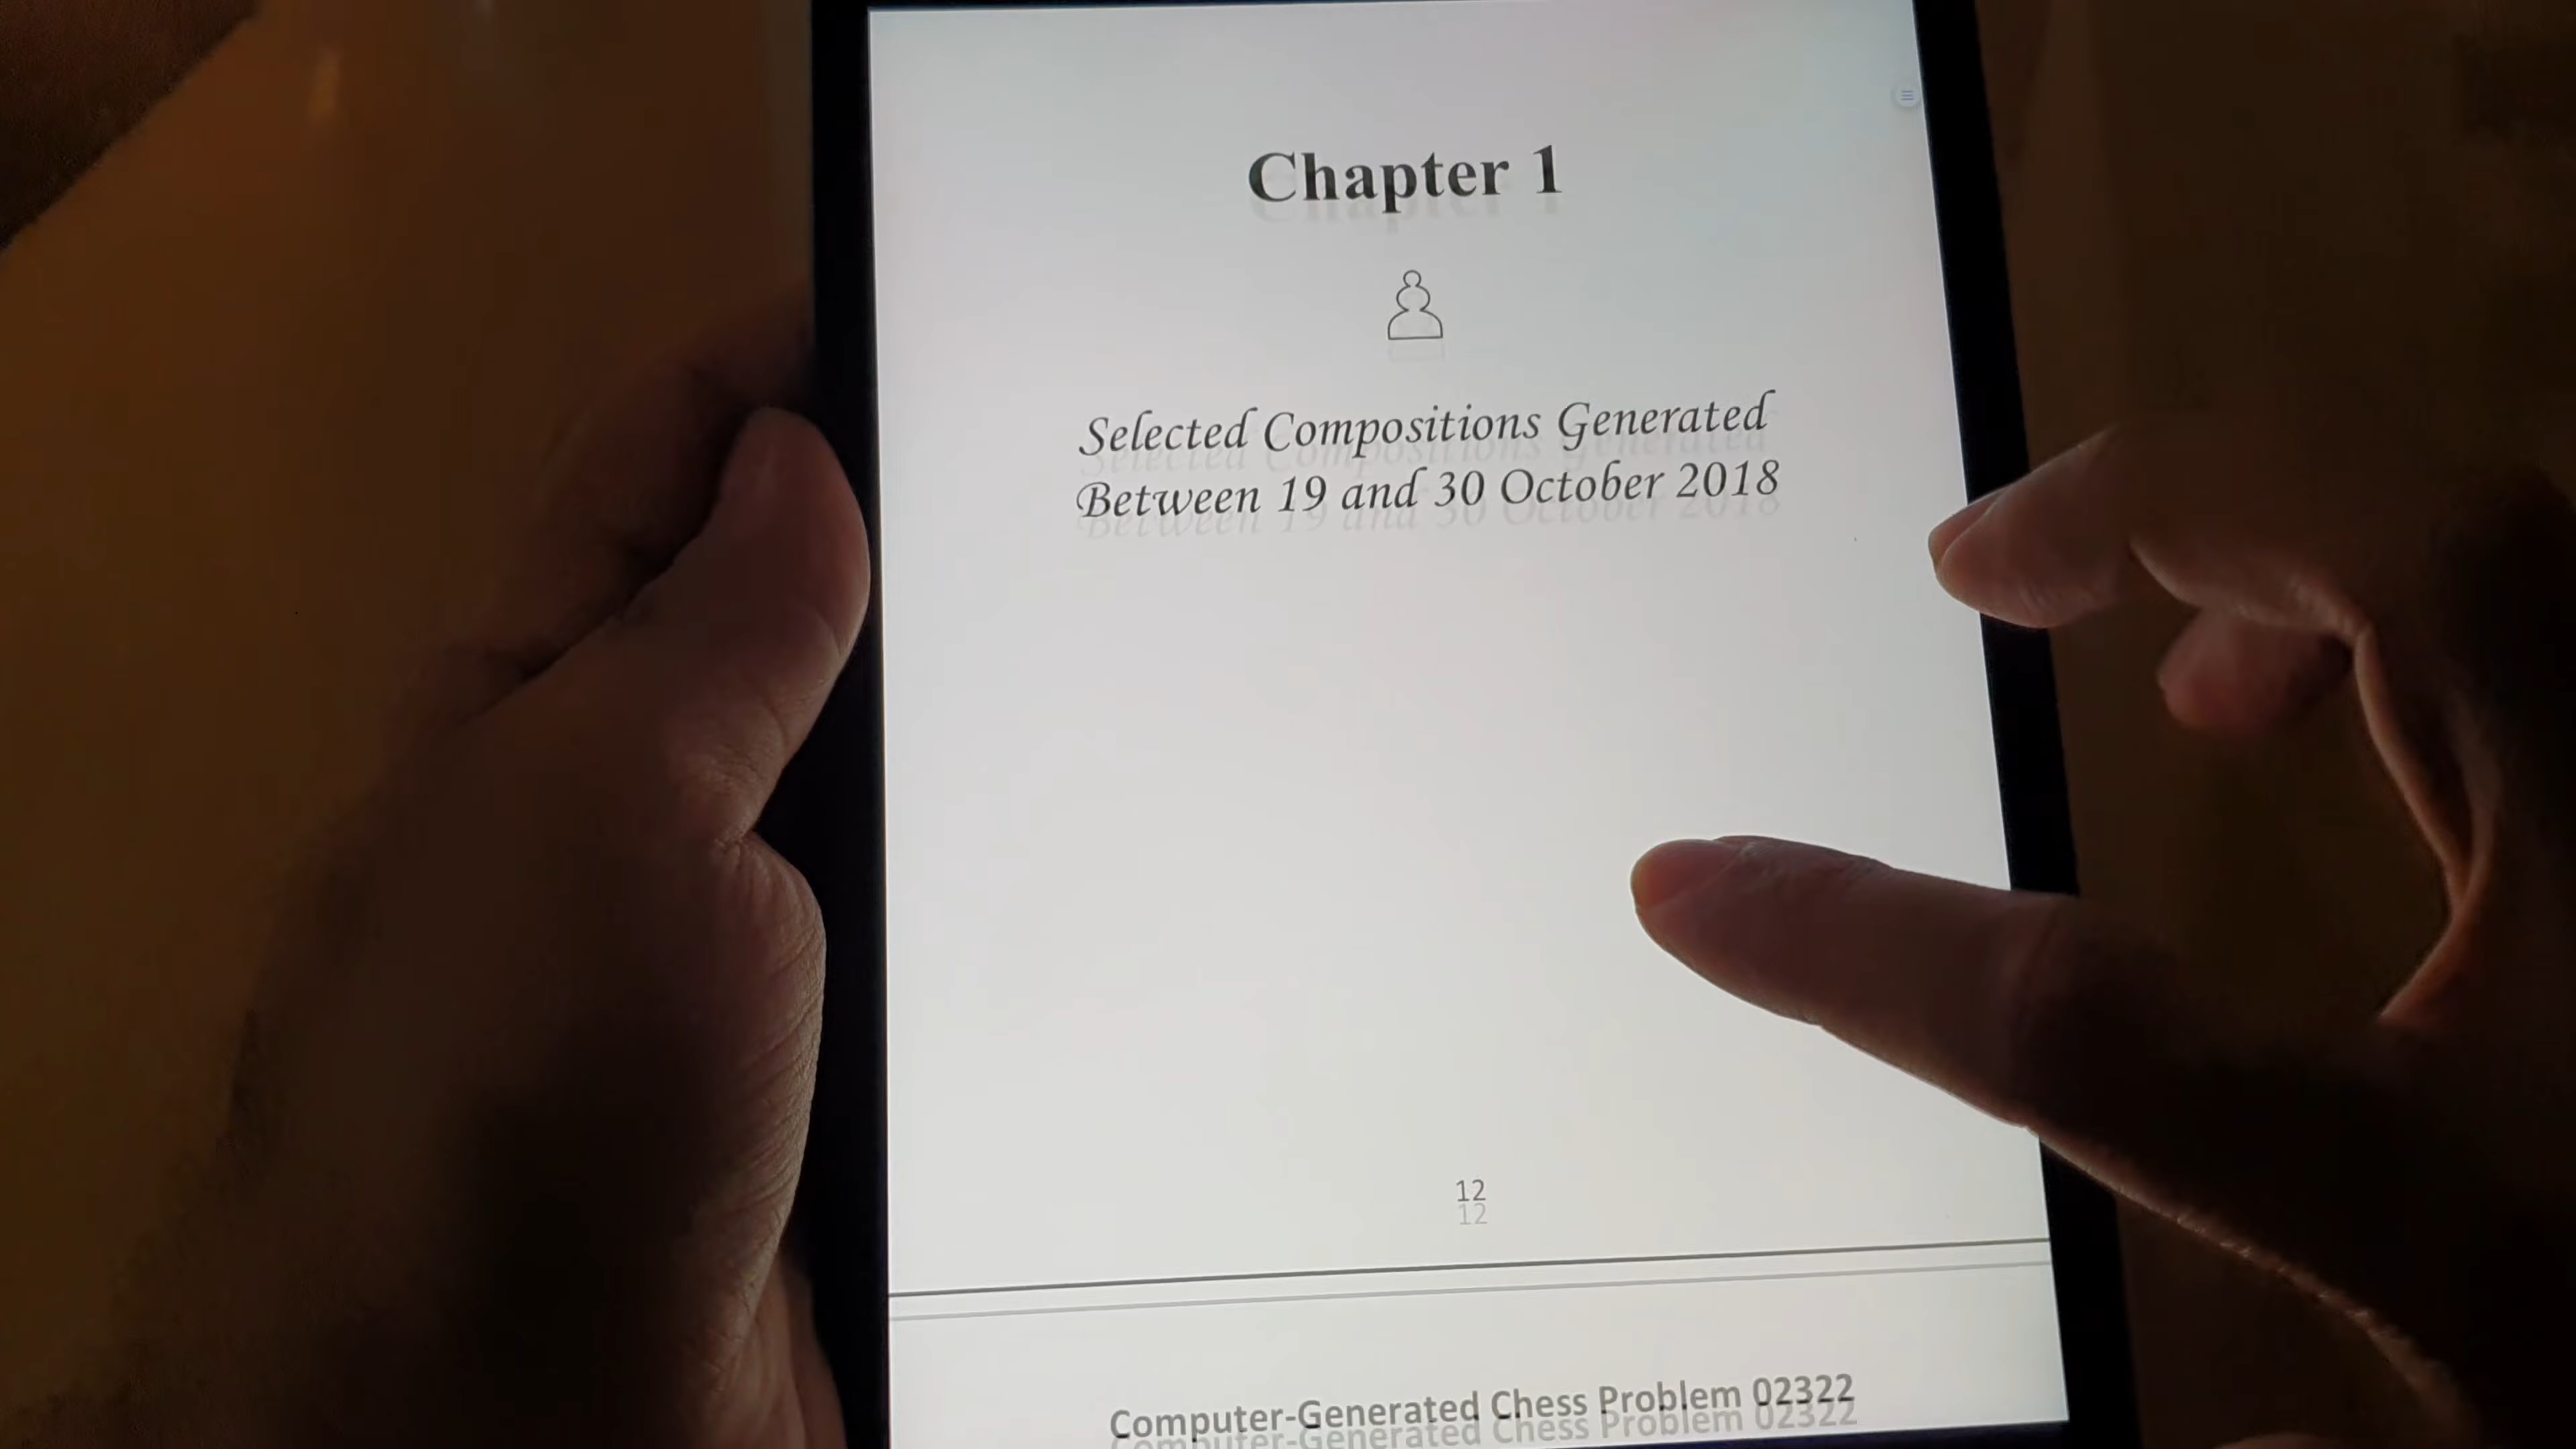 Chapter 1
Selected Compositions Generated
Between 19 and 30 October 2018
12
Computer-Generated Chess Problem 02322